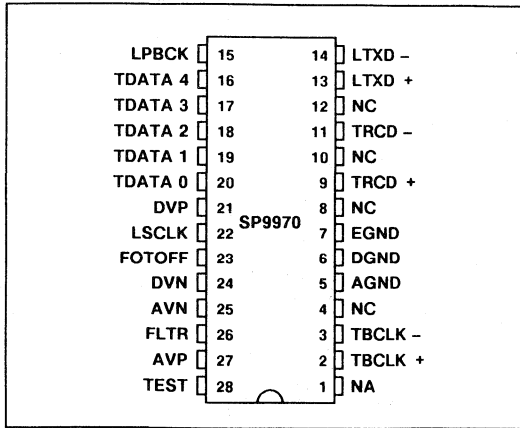 LPBCK 15 14 LTXD –
TDATA 4 16 13 LTXD +
TDATA 3 17 12 NC
TDATA 2 18 11 TRCD –
TDATA 1 19 10 NC
TDATA 0 20 9 TRCD +
DVP 21 8 NC
SP9970
LSCLK 22 7 EGND
FOTOFF 23 6 DGND
DVN 24 5 AGND
AVN 25 4 NC
FLTR 26 3 TBCLK –
AVP 27 2 TBCLK +
TEST 28 1 NA